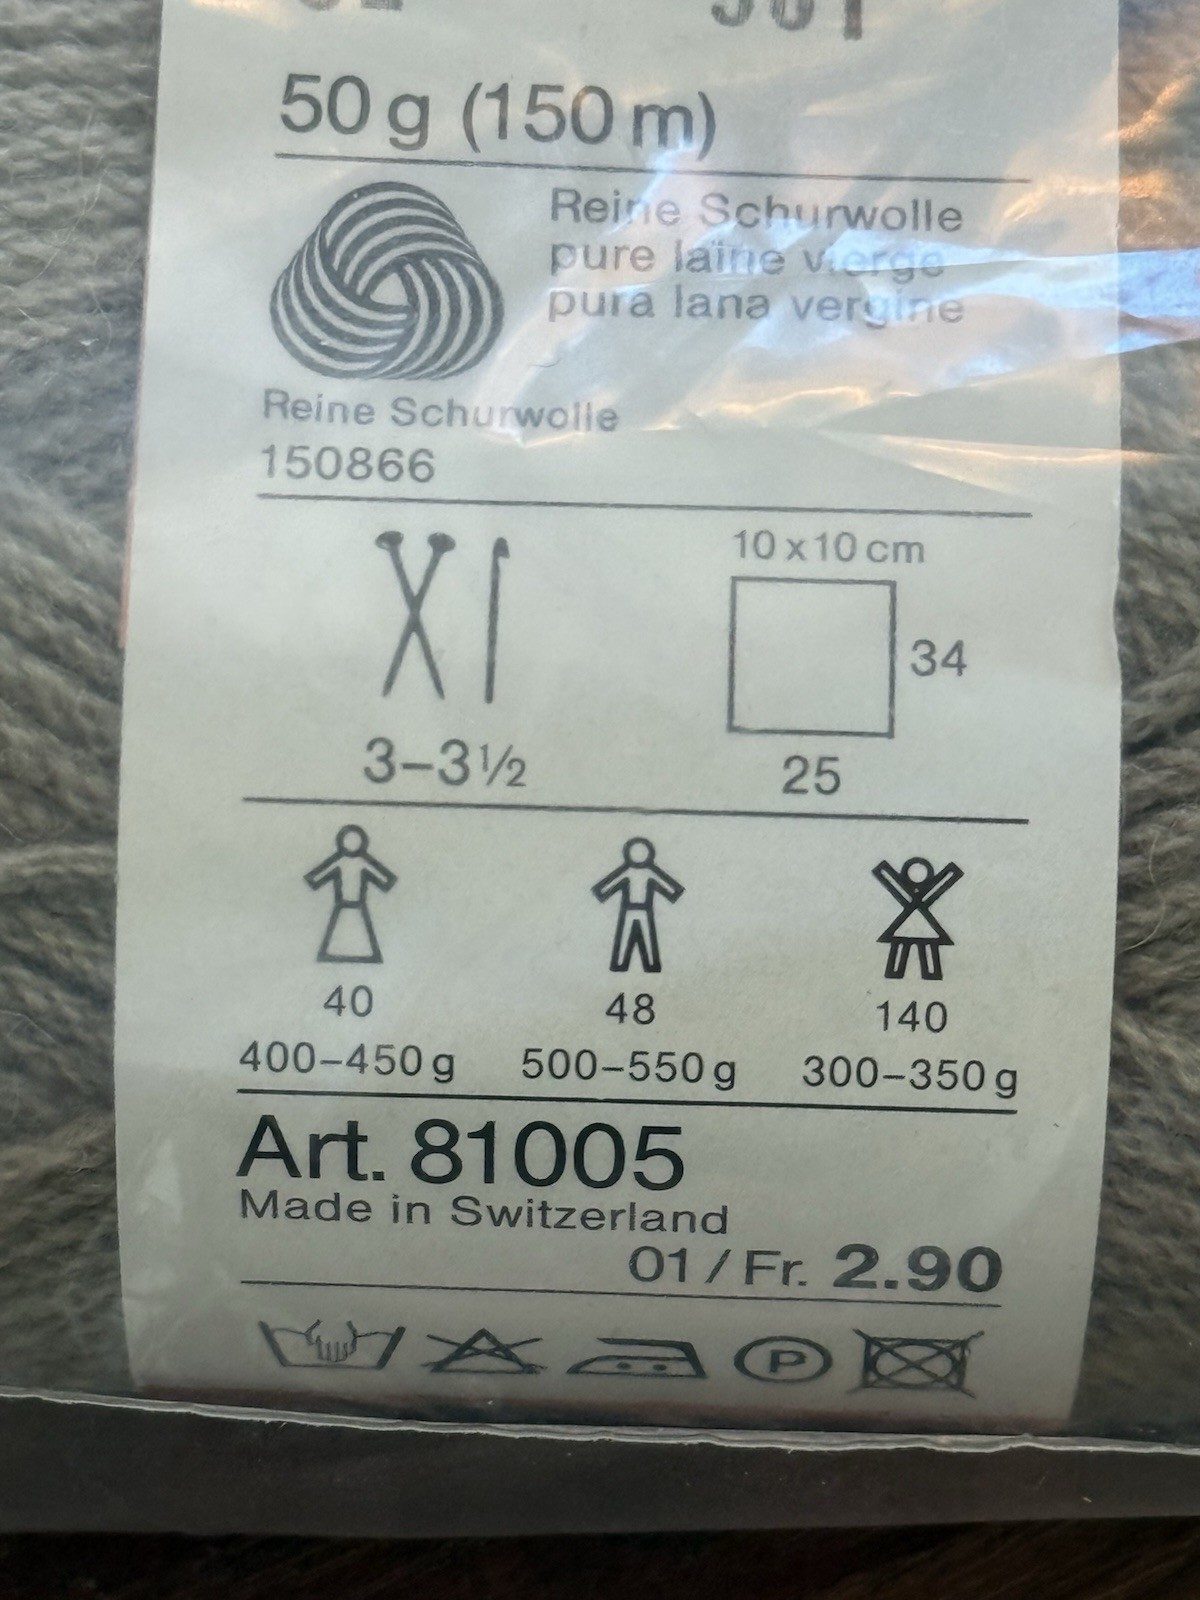 50 g (150 m)
Reine Schurwolle
pure laine vierge
pura lana vergine
Reine Schurwolle
150866
10 x 10 cm
34
3–3½
25
40 48 140
400–450 g 500–550 g 300–350 g
Art. 81005
Made in Switzerland
01 / Fr. 2.90
P